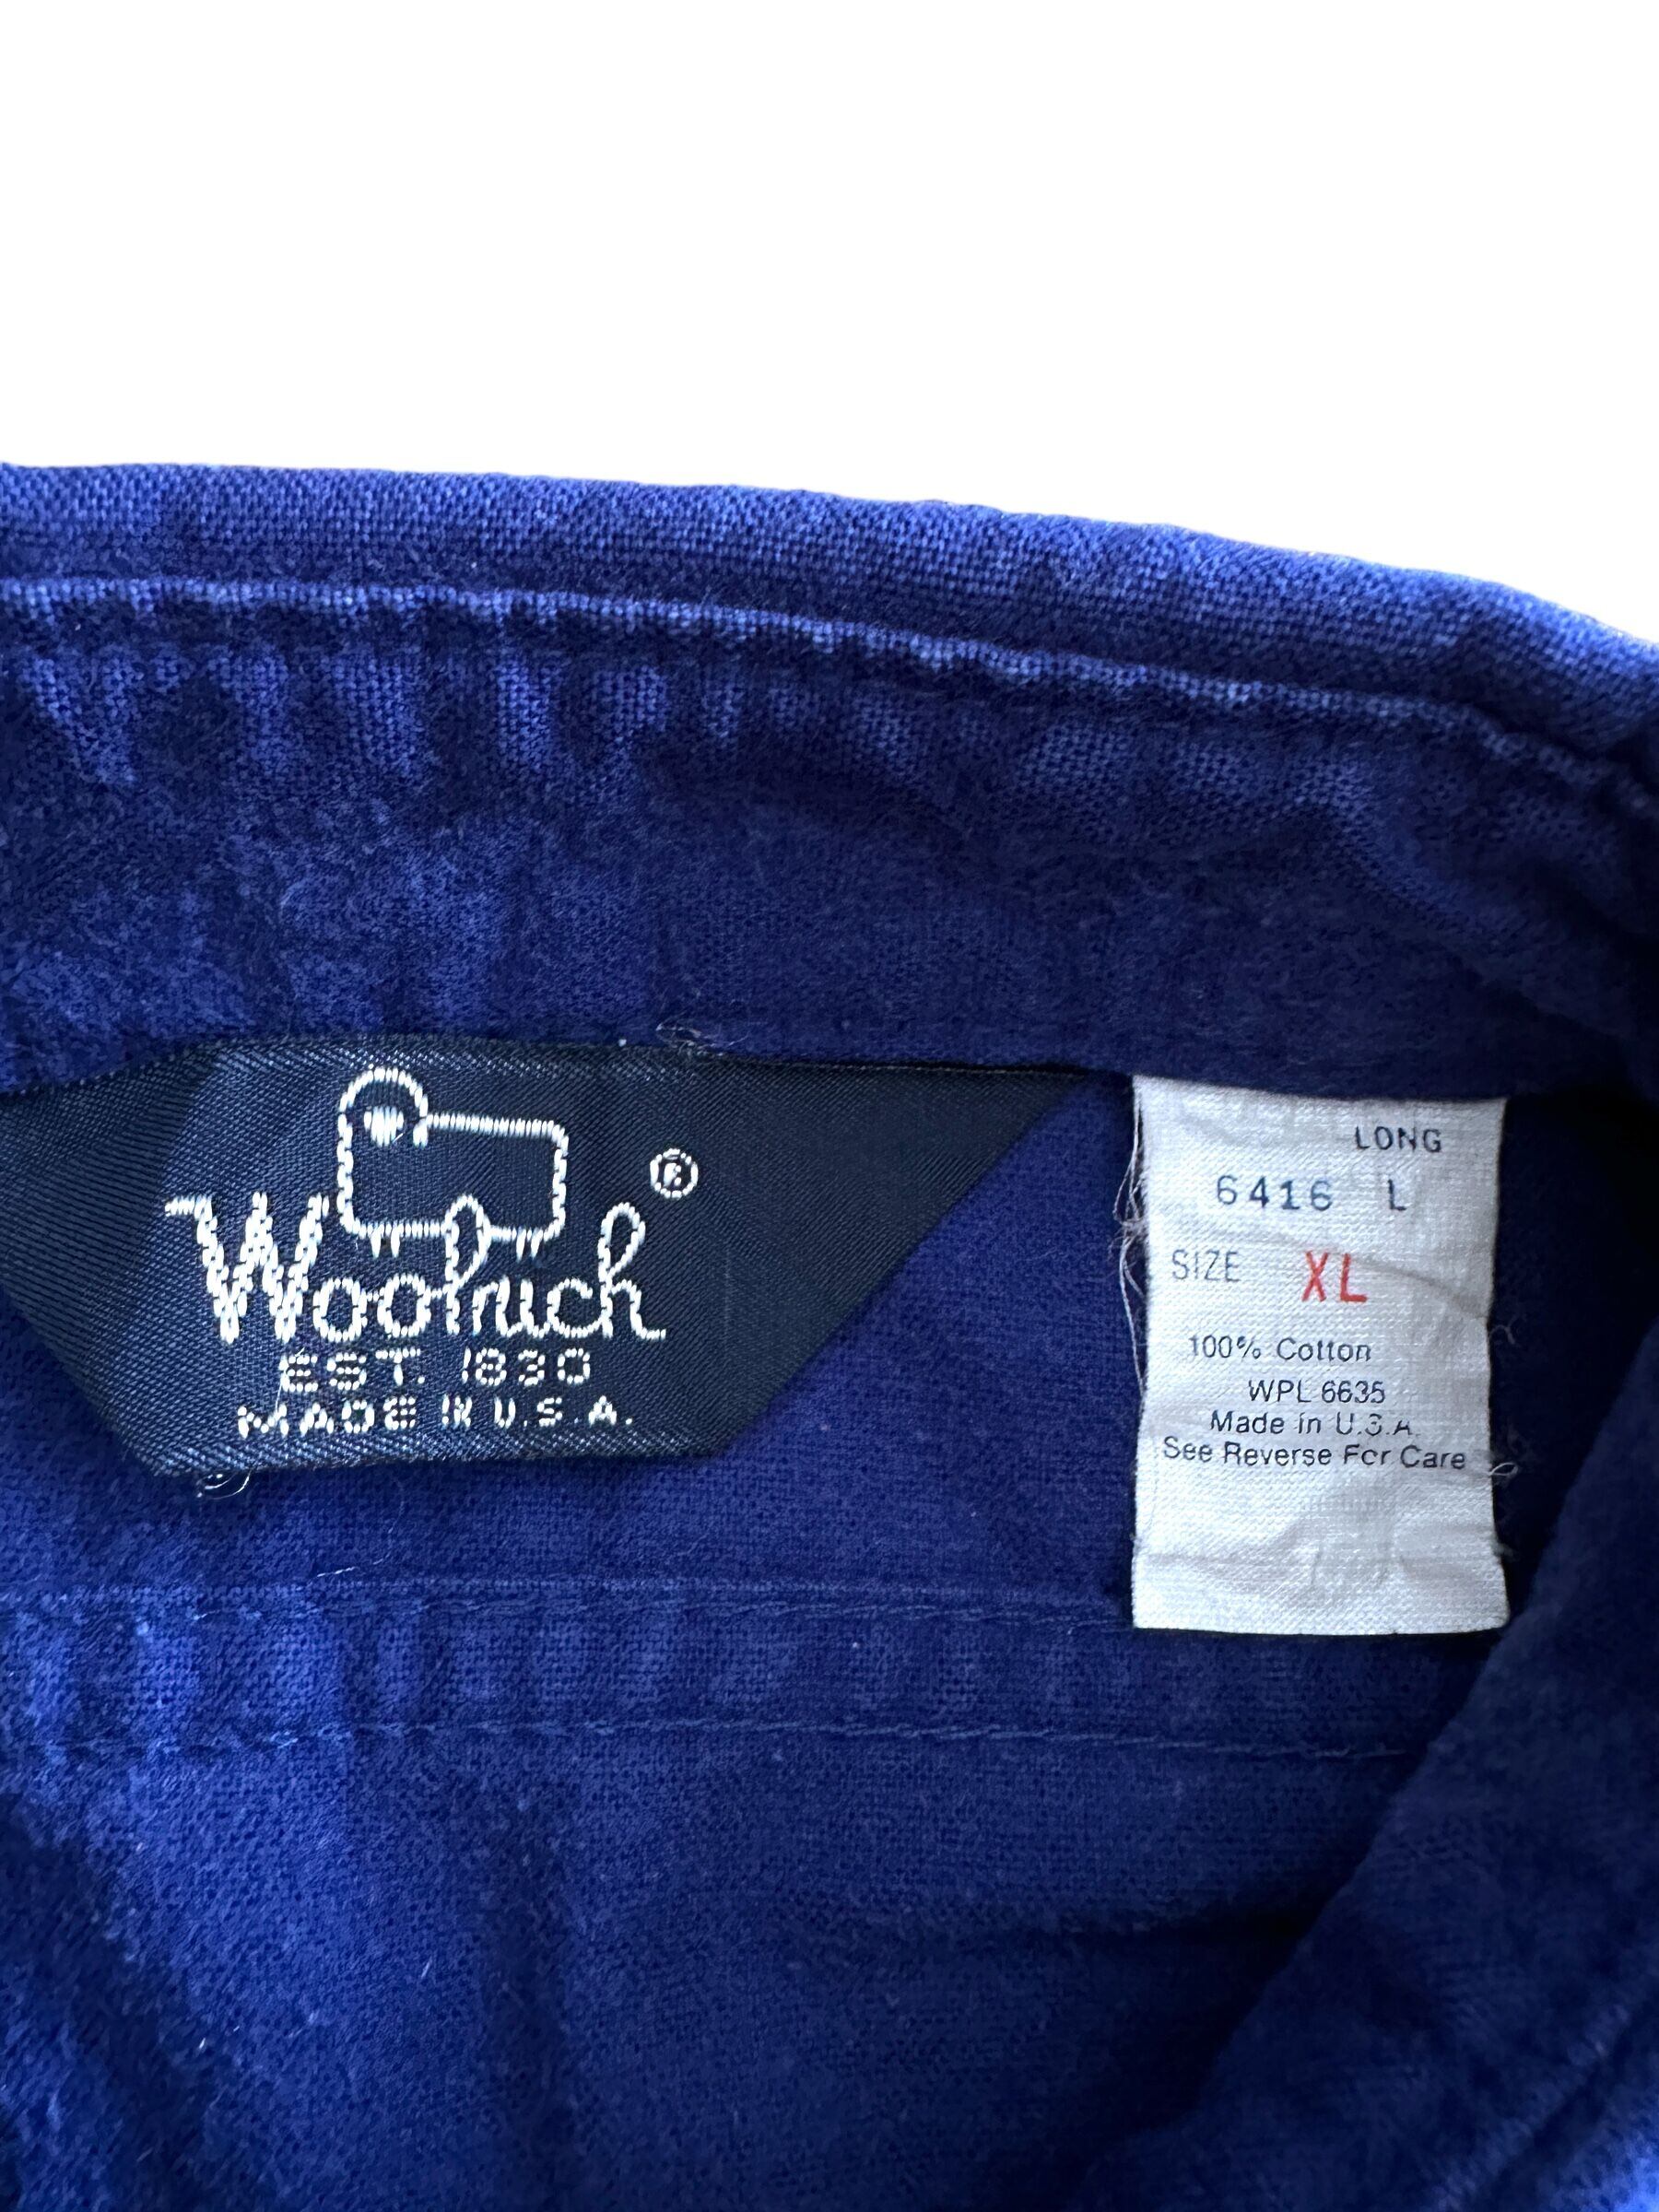 Woolrich ®
EST. 1830
MADE IN U.S.A.
LONG
6416 L
SIZE XL
100% Cotton
WPL 6635
Made in U.S.A.
See Reverse For Care